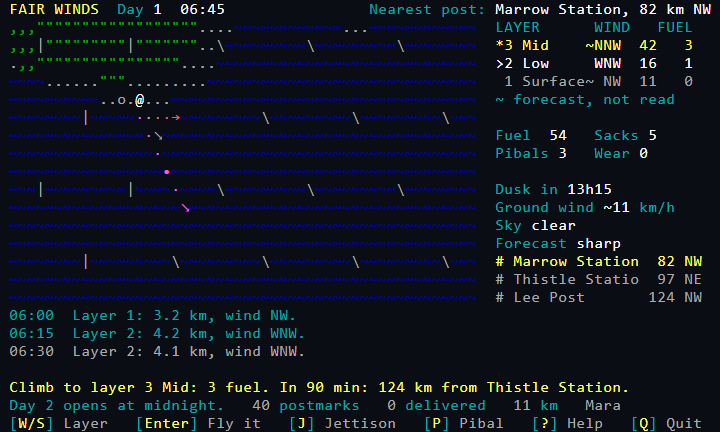 FAIR WINDS  Day 1  06:45
Nearest post: Marrow Station, 82 km NW
LAYER  WIND  FUEL
*3 Mid  ~NNW  42  3
>2 Low  WNW  16  1
1 Surface~  NW  11  0
~ forecast, not read
Fuel  54  Sacks 5
Pibals 3  Wear 0
Dusk in 13h15
Ground wind ~11 km/h
Sky clear
Forecast sharp
# Marrow Station  82 NW
# Thistle Statio  97 NE
# Lee Post  124 NW
06:00  Layer 1: 3.2 km, wind NW.
06:15  Layer 2: 4.2 km, wind WNW.
06:30  Layer 2: 4.1 km, wind WNW.
Climb to layer 3 Mid: 3 fuel. In 90 min: 124 km from Thistle Station.
Day 2 opens at midnight.  40 postmarks  0 delivered  11 km  Mara
[W/S] Layer  [Enter] Fly it  [J] Jettison  [P] Pibal  [?] Help  [Q] Quit